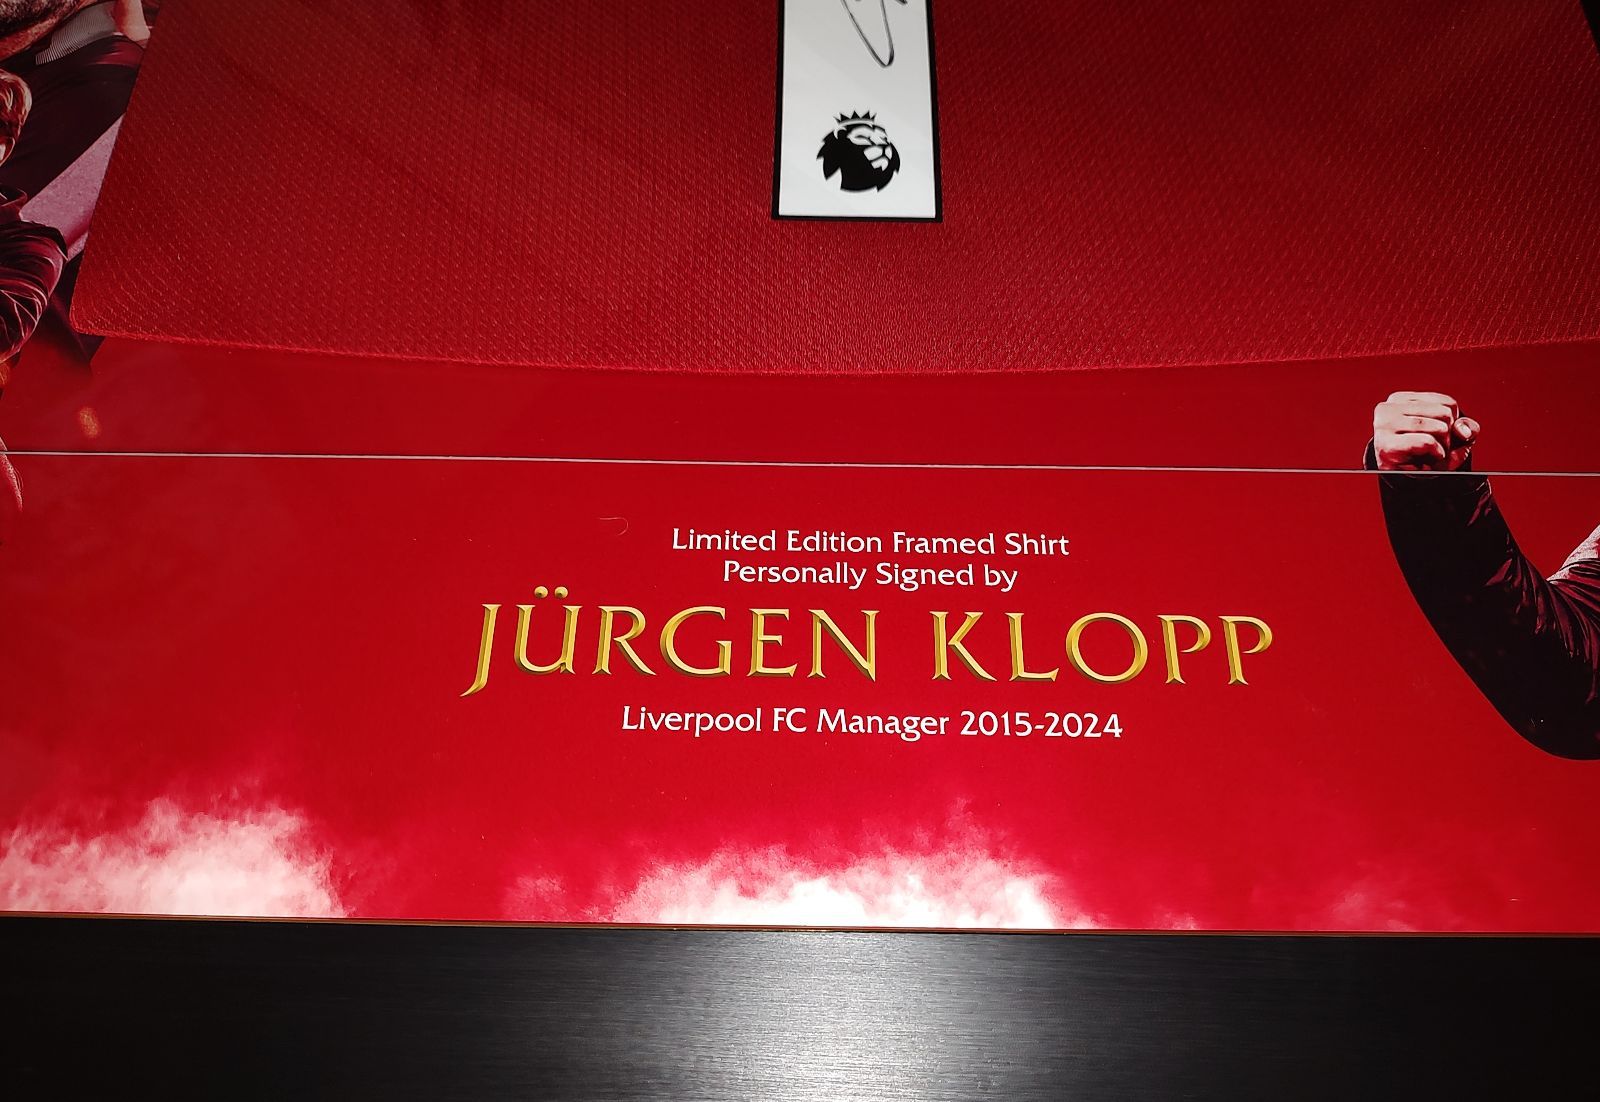 Limited Edition Framed Shirt
Personally Signed by
JÜRGEN KLOPP
Liverpool FC Manager 2015-2024